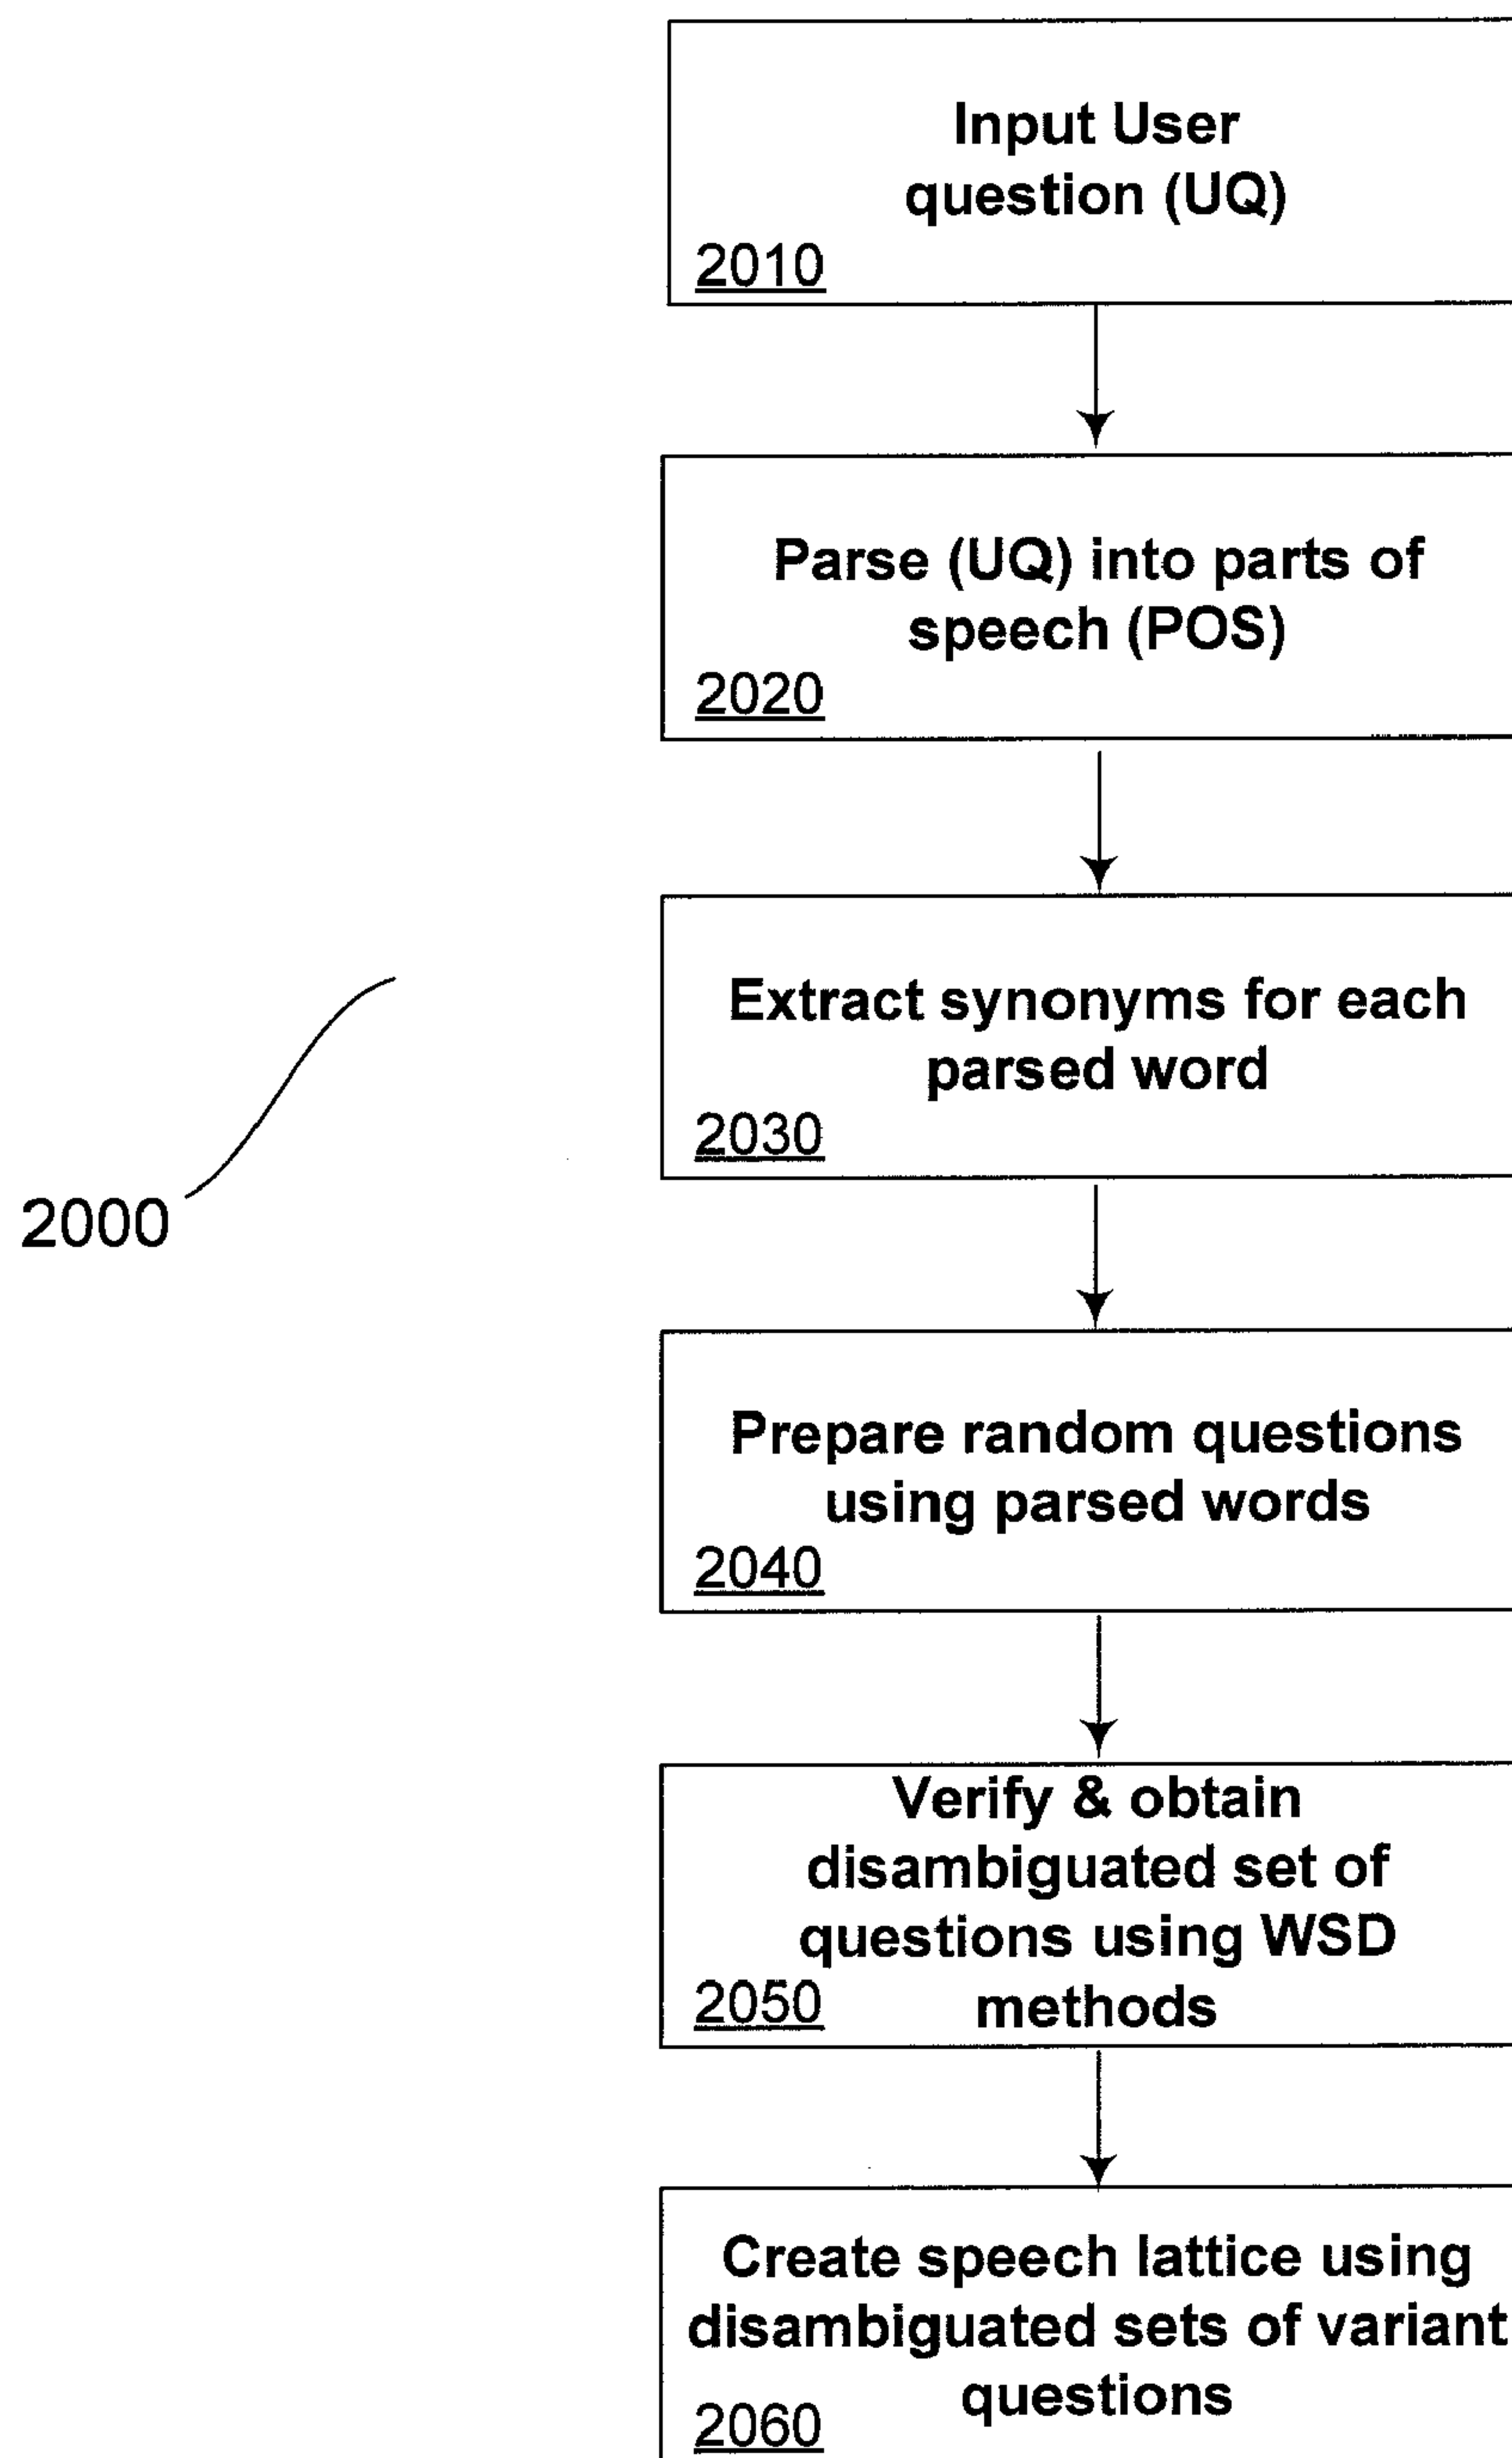 Input User
question (UQ)
2010
Parse (UQ) into parts of
speech (POS)
2020
Extract synonyms for each
parsed word
2030
2000
Prepare random questions
using parsed words
2040
Verify & obtain
disambiguated set of
questions using WSD
methods
2050
Create speech lattice using
disambiguated sets of variant
questions
2060